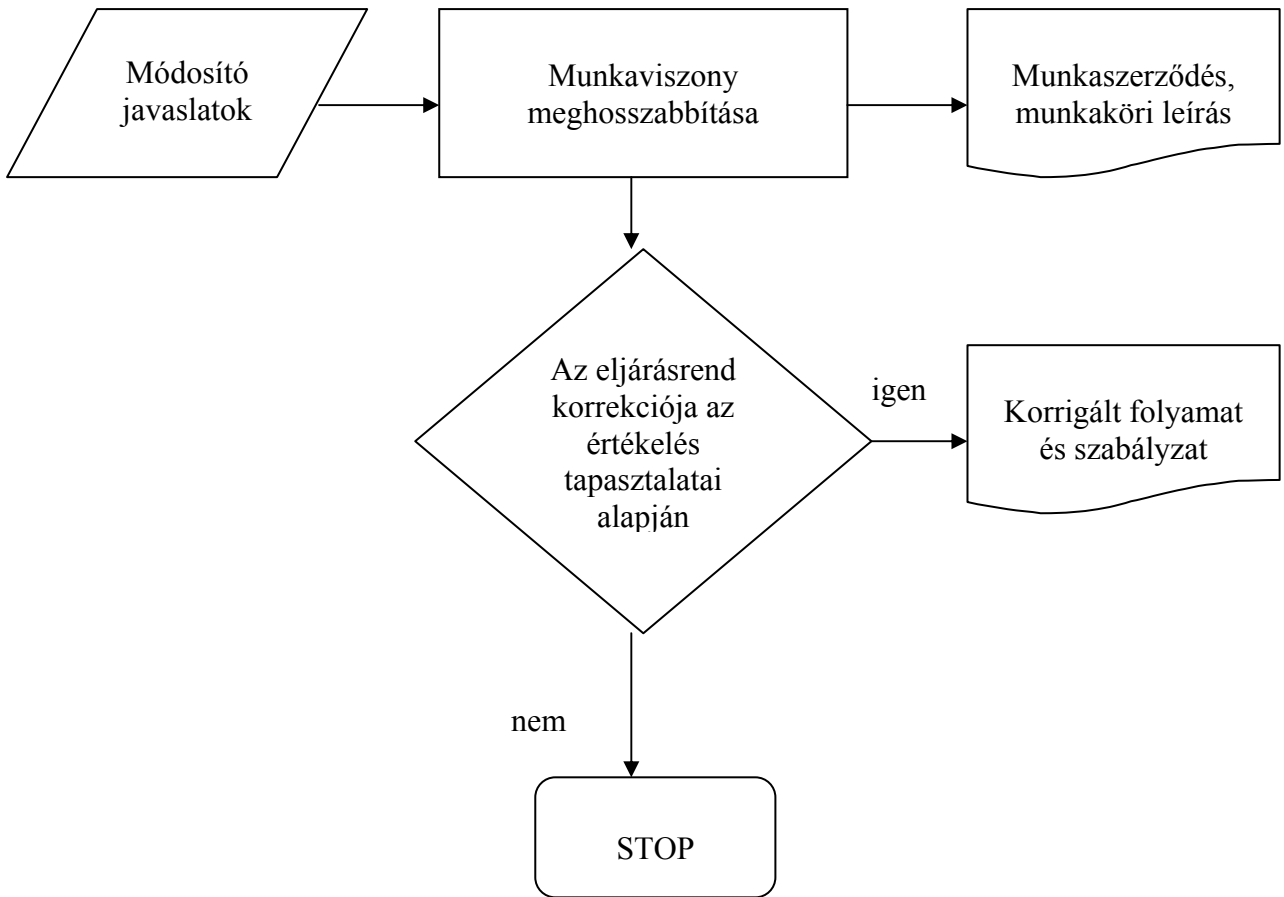 Módosító
javaslatok
Munkaviszony
meghosszabbítása
Munkaszerződés,
munkaköri leírás
Az eljárásrend
korrekciója az
értékelés
tapasztalatai
alapján
igen
Korrigált folyamat
és szabályzat
nem
STOP